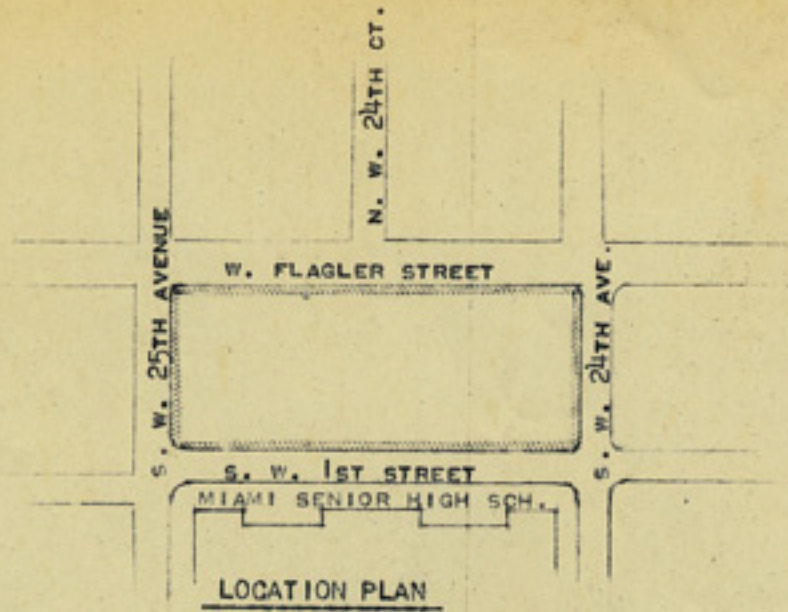 N. W. 24TH CT.
W. FLAGLER STREET
S. W. 25TH AVENUE
S. W. 24TH AVE.
S. W. 1ST STREET
MIAMI SENIOR HIGH SCH.
LOCATION PLAN